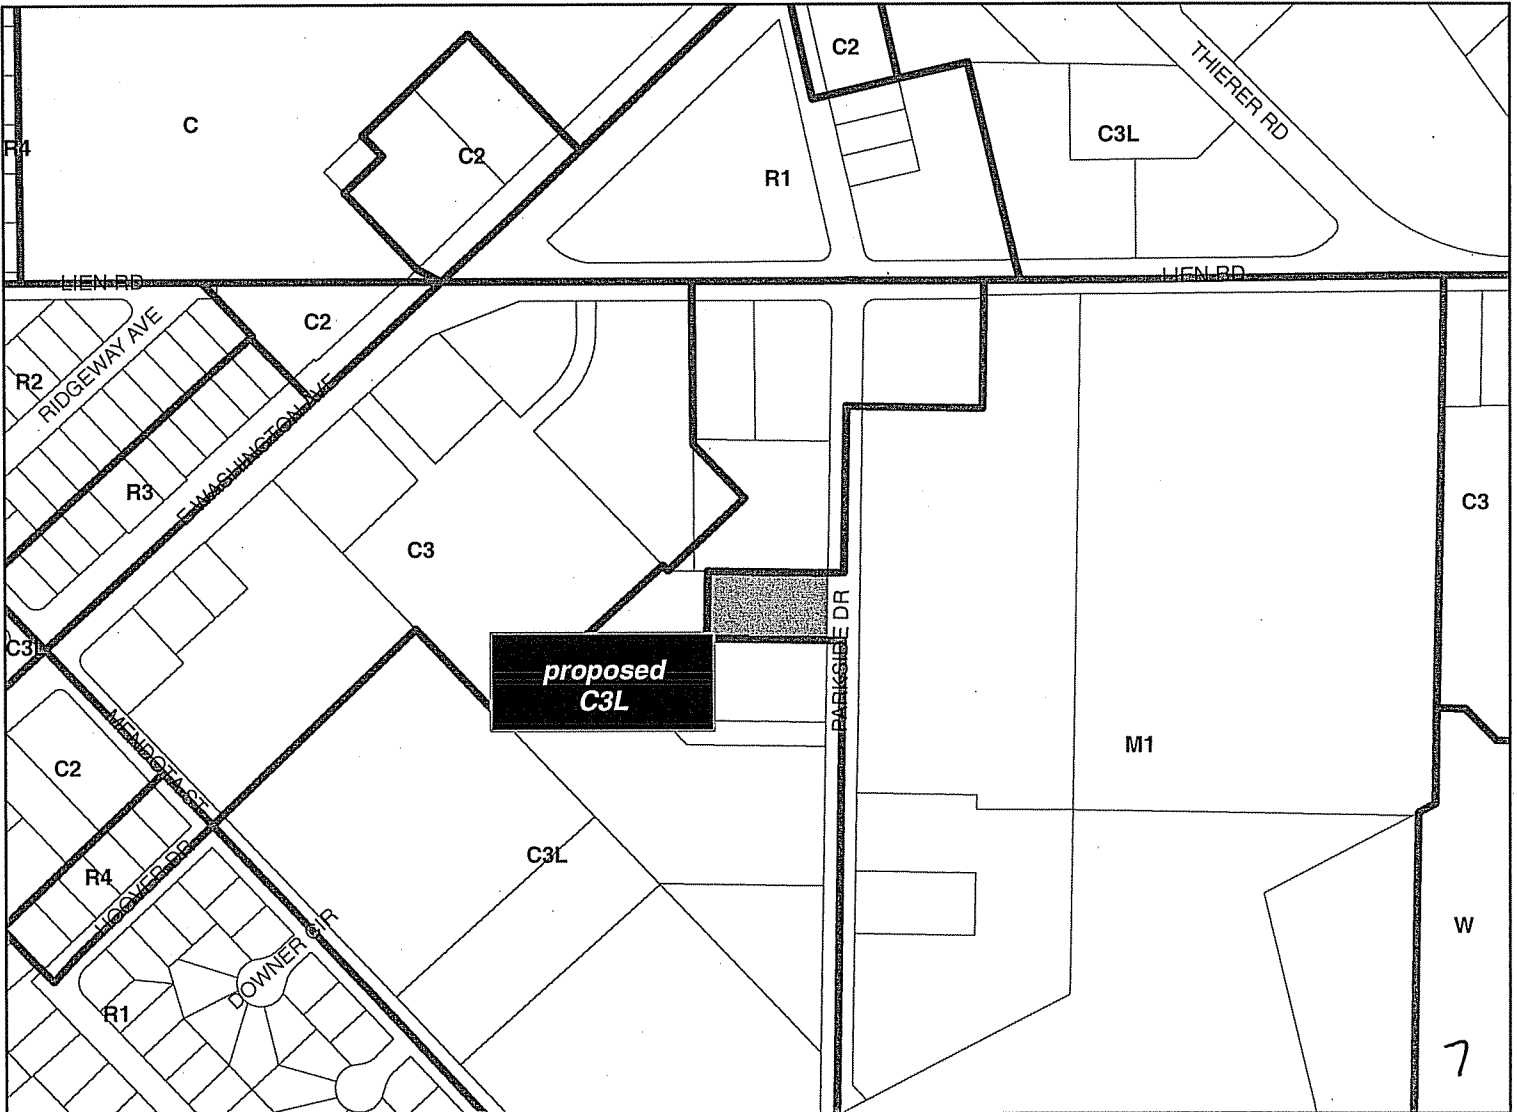 C2
THIERER RD
C
C3L
R4
C2
R1
LIEN RD
LIEN RD
C2
RIDGEWAY AVE
R2
E WASHINGTON AVE
R3
C3
C3
PARKSIDE DR
C3L
proposed
C3L
MENDOTA ST
M1
C2
C3L
R4
HOOVER DR
W
DOWNER CIR
R1
7